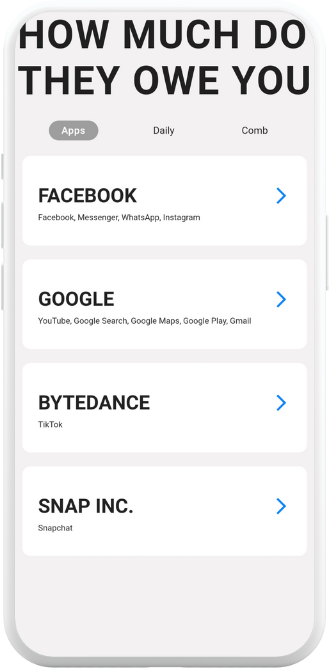 HOW MUCH DO
THEY OWE YOU
Apps Daily Comb
FACEBOOK
Facebook, Messenger, WhatsApp, Instagram
GOOGLE
YouTube, Google Search, Google Maps, Google Play, Gmail
BYTEDANCE
TikTok
SNAP INC.
Snapchat